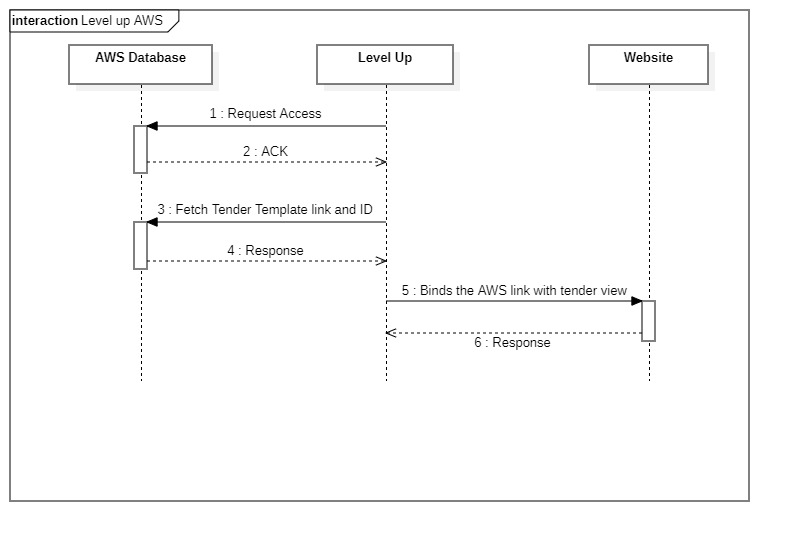 interaction Level up AWS
AWS Database
Level Up
Website
1 : Request Access
2 : ACK
3 : Fetch Tender Template link and ID
4 : Response
5 : Binds the AWS link with tender view
6 : Response